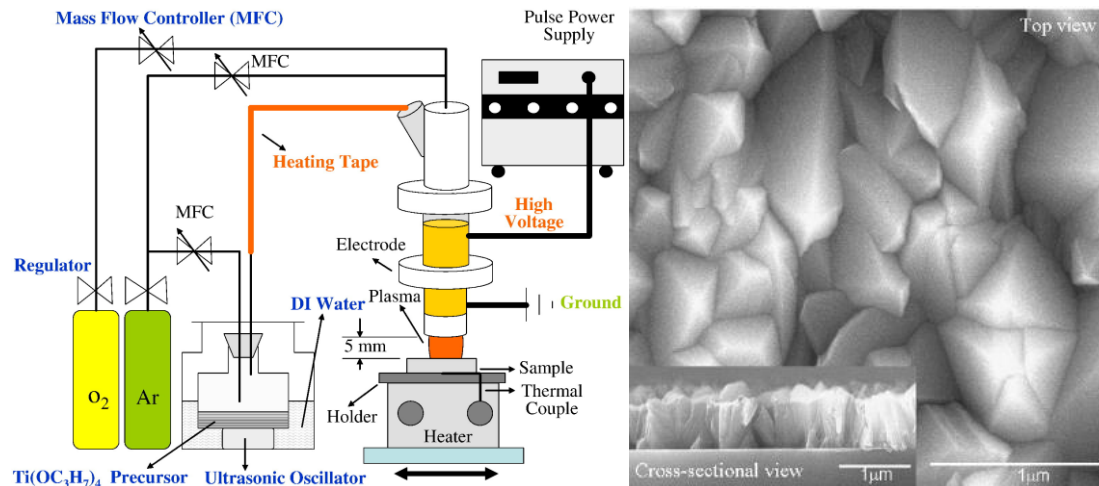 Mass Flow Controller (MFC)
MFC
Pulse Power
Supply
Heating Tape
MFC
High
Voltage
Electrode
Regulator
DI Water
Plasma
Ground
5 mm
O2
Ar
Sample
Thermal
Couple
Holder
Heater
Ti(OC3H7)4 Precursor
Ultrasonic Oscillator
Top view
Cross-sectional view
1μm
1μm